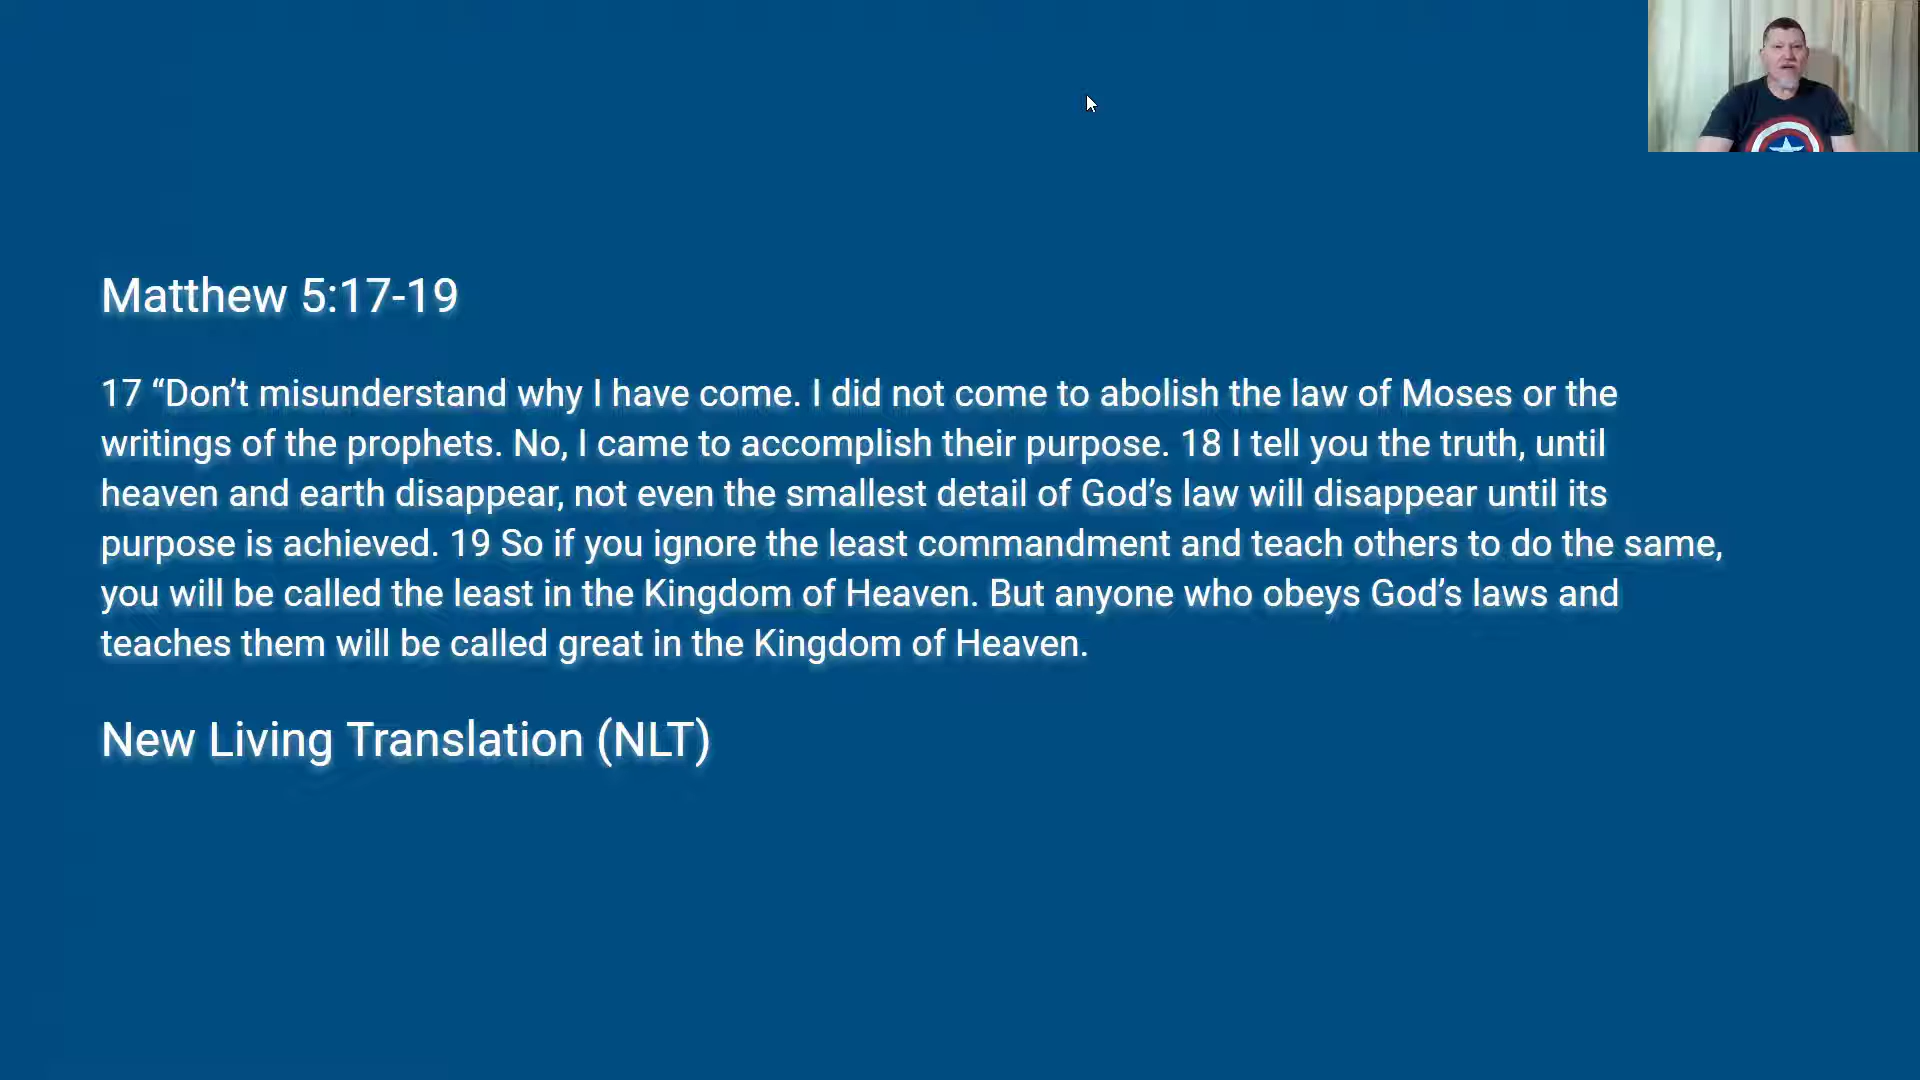 Matthew 5:17-19
17 “Don’t misunderstand why I have come. I did not come to abolish the law of Moses or the
writings of the prophets. No, I came to accomplish their purpose. 18 I tell you the truth, until
heaven and earth disappear, not even the smallest detail of God’s law will disappear until its
purpose is achieved. 19 So if you ignore the least commandment and teach others to do the same,
you will be called the least in the Kingdom of Heaven. But anyone who obeys God’s laws and
teaches them will be called great in the Kingdom of Heaven.
New Living Translation (NLT)